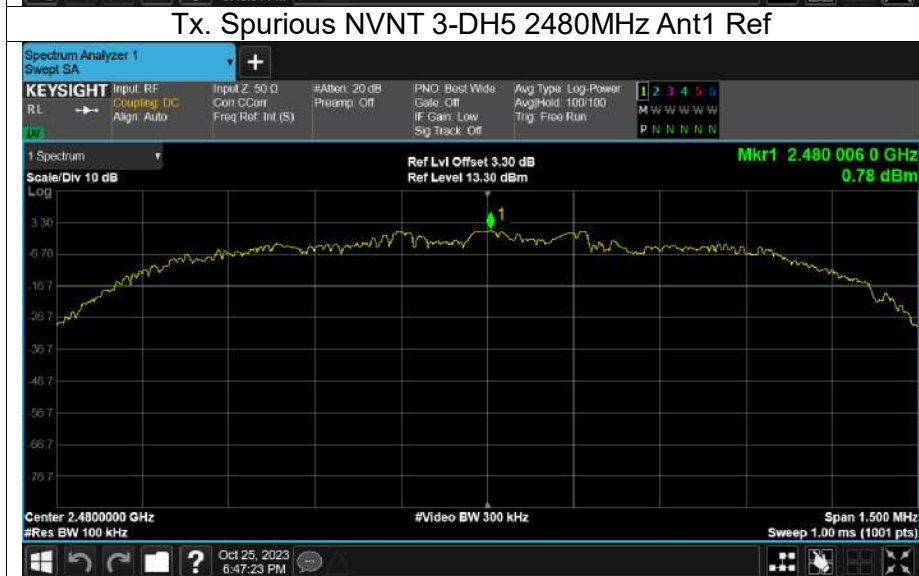 Tx. Spurious NVNT 3-DH5 2480MHz Ant1 Ref
Spectrum Analyzer 1
Swept SA
+
KEYSIGHT
RL
Input: RF
Coupling: DC
Align: Auto
Input Z: 50 Ω
Corr CCorr
Freq Ref: Int (S)
#Atten: 20 dB
Preamp: Off
PNO: Best Wide
Gate: Off
IF Gain: Low
Sig Track: Off
Avg Type: Log-Power
Avg|Hold: 100/100
Trig: Free Run
1 2 3 4 5 6
M W W W W W
P N N N N N
1 Spectrum
Scale/Div 10 dB
Log
Ref Lvl Offset 3.30 dB
Ref Level 13.30 dBm
Mkr1 2.480 006 0 GHz
0.78 dBm
1
3.30
-6.70
-16.7
-26.7
-36.7
-46.7
-56.7
-66.7
-76.7
Center 2.4800000 GHz
#Res BW 100 kHz
#Video BW 300 kHz
Span 1.500 MHz
Sweep 1.00 ms (1001 pts)
?
Oct 25, 2023
6:47:23 PM